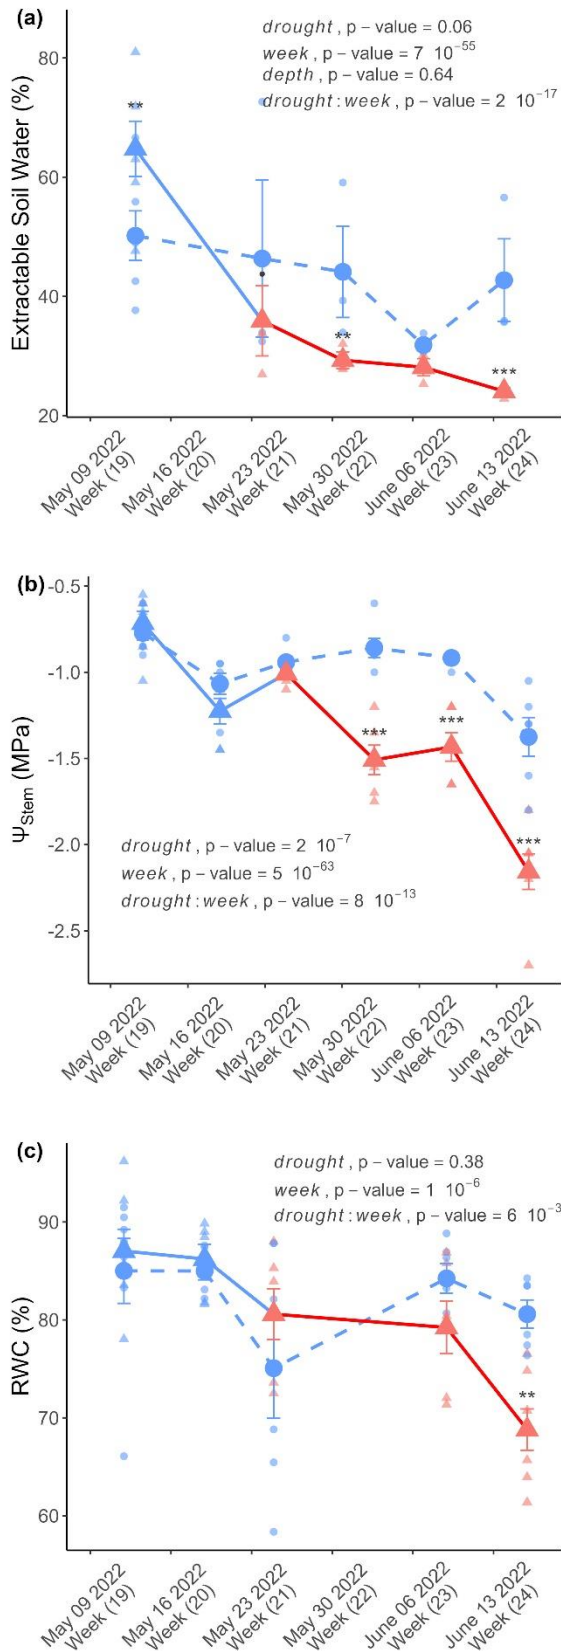 (a)
drought, p – value = 0.06
week, p – value = 7 10-55
depth, p – value = 0.64
drought:week, p – value = 2 10-17
Extractable Soil Water (%)
80
60
40
20
**
**
***
May 09 2022
Week (19)
May 16 2022
Week (20)
May 23 2022
Week (21)
May 30 2022
Week (22)
June 06 2022
Week (23)
June 13 2022
Week (24)
(b)
ΨStem (MPa)
-0.5
-1.0
-1.5
-2.0
-2.5
***
***
***
drought, p – value = 2 10-7
week, p – value = 5 10-63
drought:week, p – value = 8 10-13
May 09 2022
Week (19)
May 16 2022
Week (20)
May 23 2022
Week (21)
May 30 2022
Week (22)
June 06 2022
Week (23)
June 13 2022
Week (24)
(c)
drought, p – value = 0.38
week, p – value = 1 10-6
drought:week, p – value = 6 10-3
RWC (%)
90
80
70
60
**
May 09 2022
Week (19)
May 16 2022
Week (20)
May 23 2022
Week (21)
May 30 2022
Week (22)
June 06 2022
Week (23)
June 13 2022
Week (24)